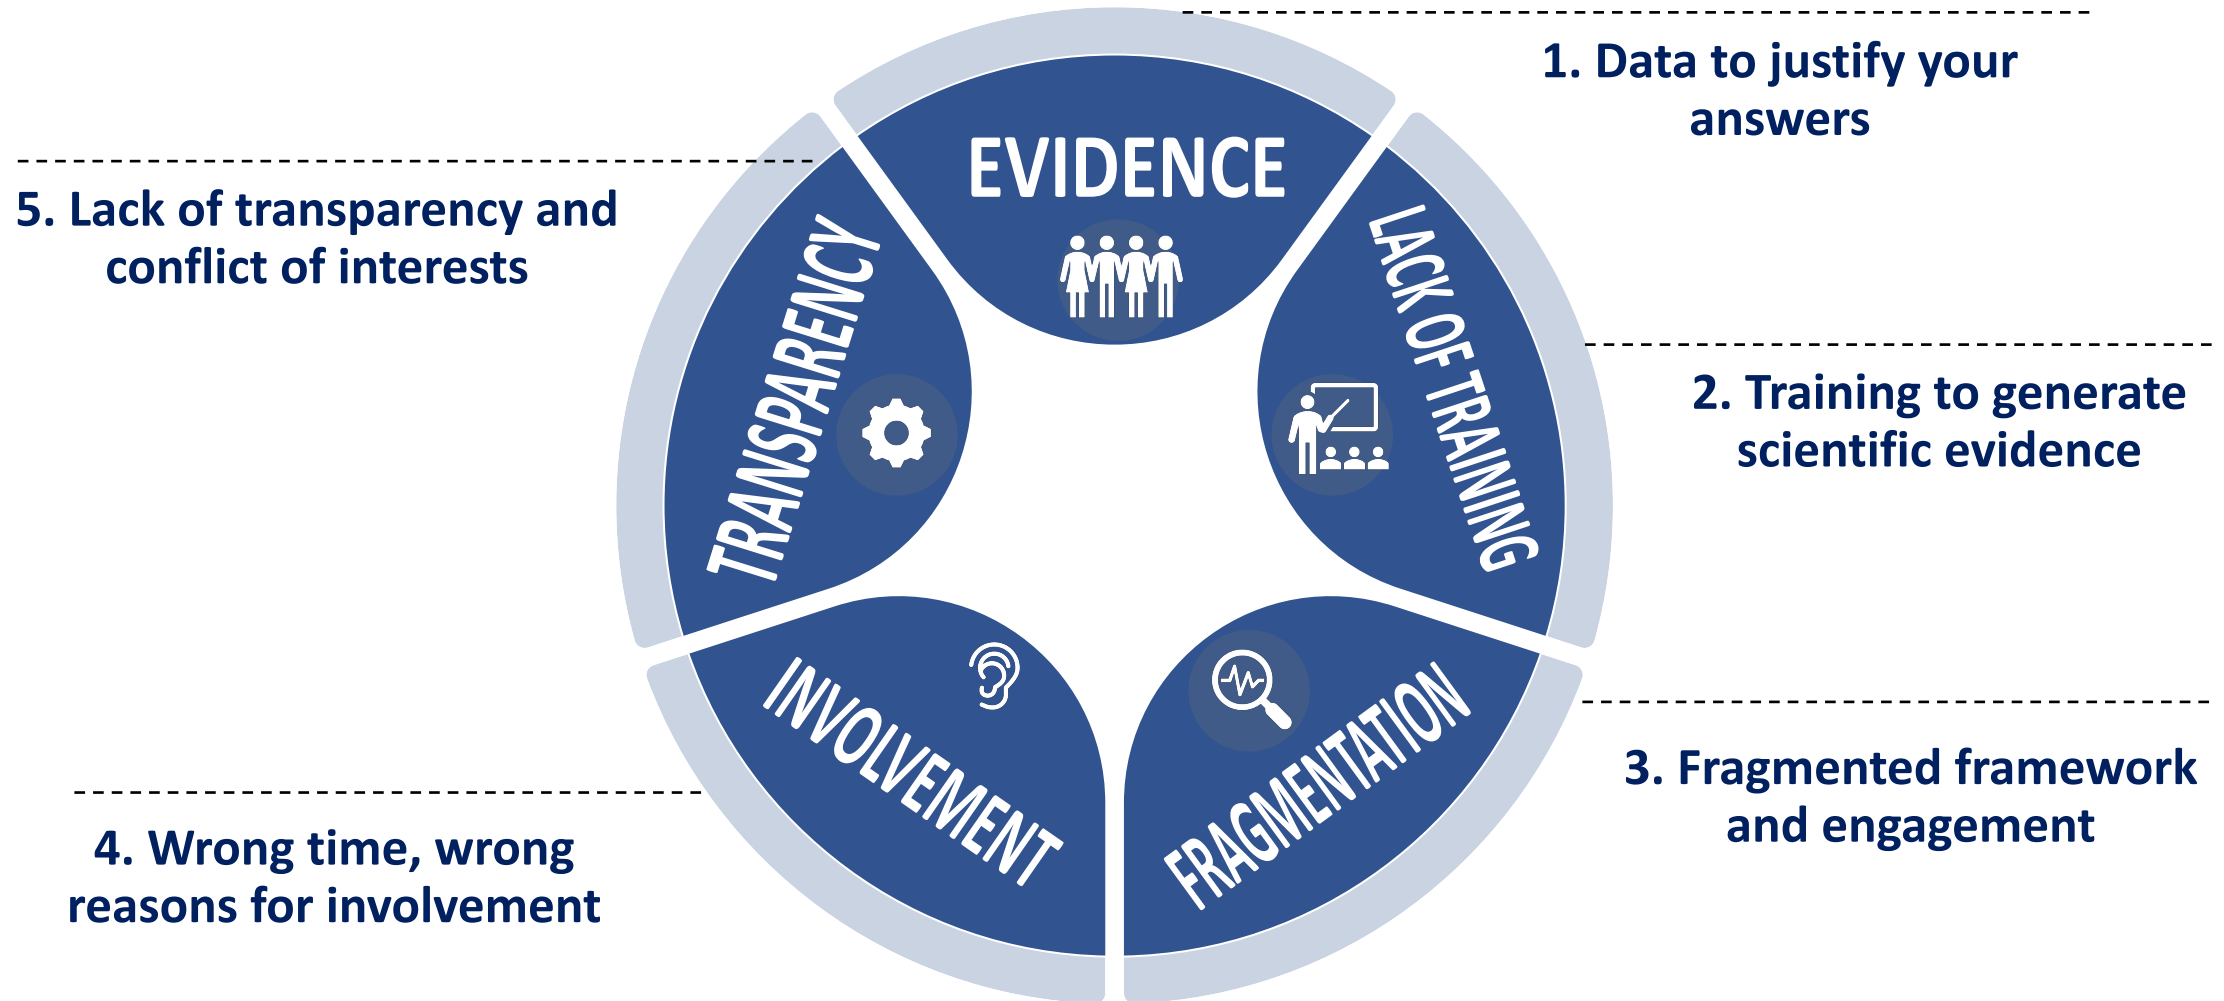 EVIDENCE
1. Data to justify your
answers
LACK OF TRAINING
2. Training to generate
scientific evidence
FRAGMENTATION
3. Fragmented framework
and engagement
INVOLVEMENT
4. Wrong time, wrong
reasons for involvement
TRANSPARENCY
5. Lack of transparency and
conflict of interests